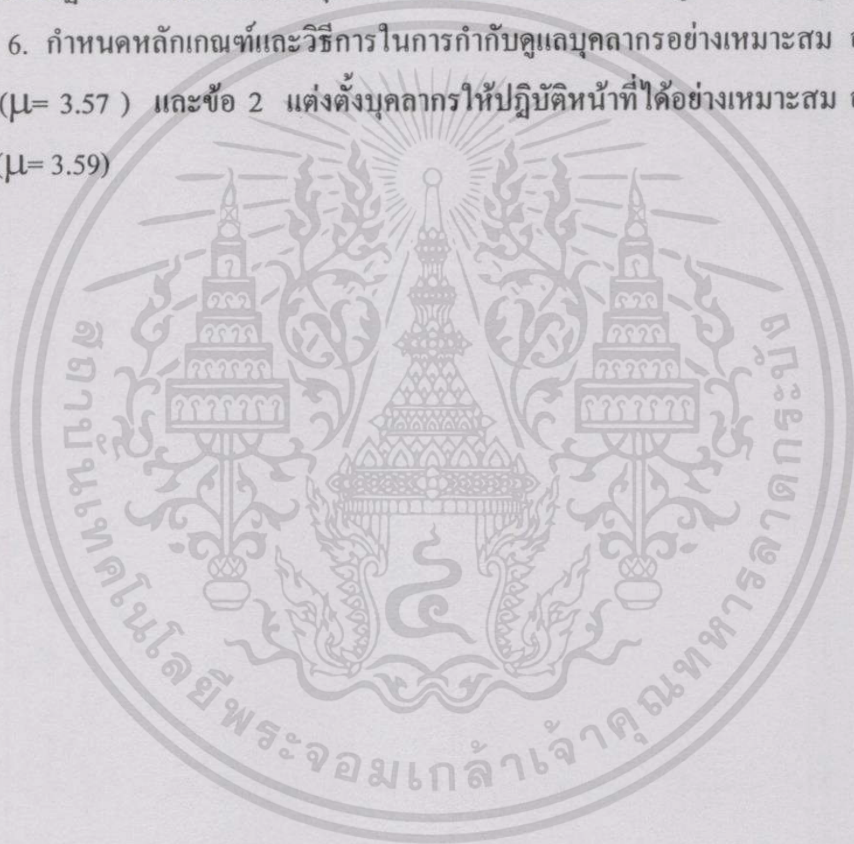 6. กำหนดหลักเกณฑ์และวิธีการในการกำกับดูแลบุคลากรอย่างเหมาะสม
(μ= 3.57 ) และข้อ 2 แต่งตั้งบุคลากรให้ปฏิบัติหน้าที่ได้อย่างเหมาะสม
(μ= 3.59)
สถาบันเทคโนโลยีพระจอมเกล้าเจ้าคุณทหารลาดกระบัง